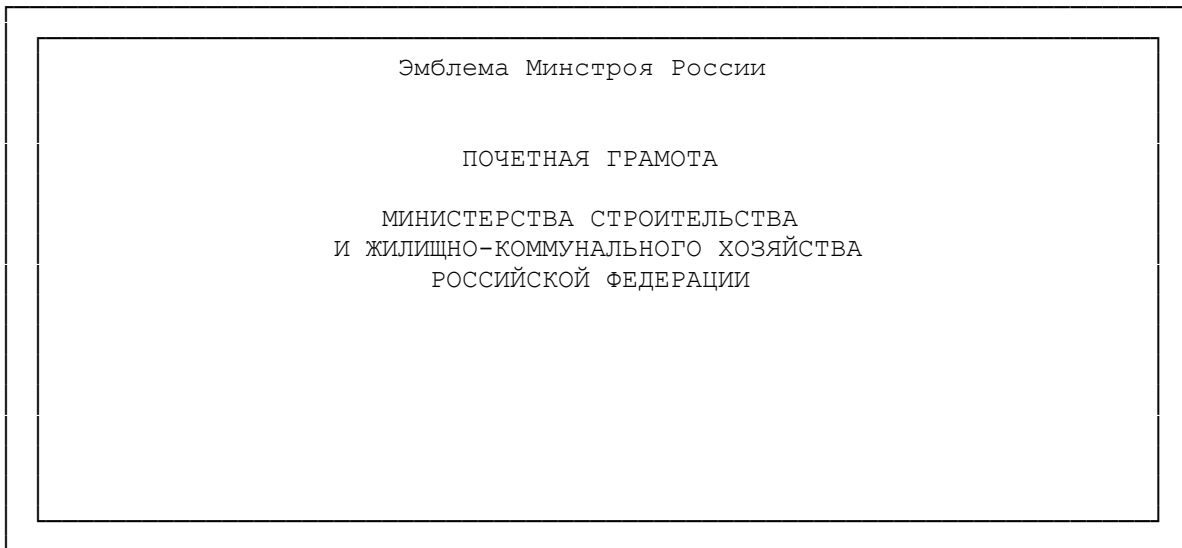 Эмблема Минстроя России
ПОЧЕТНАЯ ГРАМОТА
МИНИСТЕРСТВА СТРОИТЕЛЬСТВА
И ЖИЛИЩНО-КОММУНАЛЬНОГО ХОЗЯЙСТВА
РОССИЙСКОЙ ФЕДЕРАЦИИ